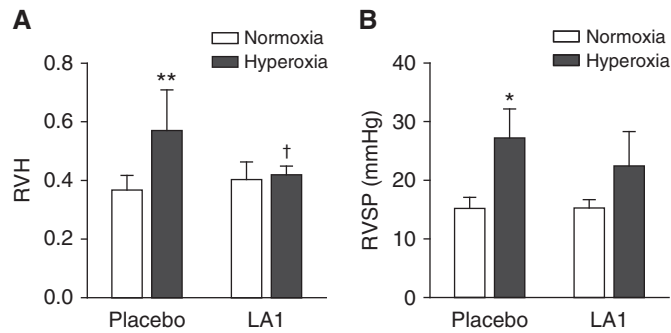 A
Normoxia
Hyperoxia
RVH
0.8
0.6
0.4
0.2
0.0
**
†
Placebo
LA1
B
Normoxia
Hyperoxia
RVSP (mmHg)
40
30
20
10
0
*
Placebo
LA1